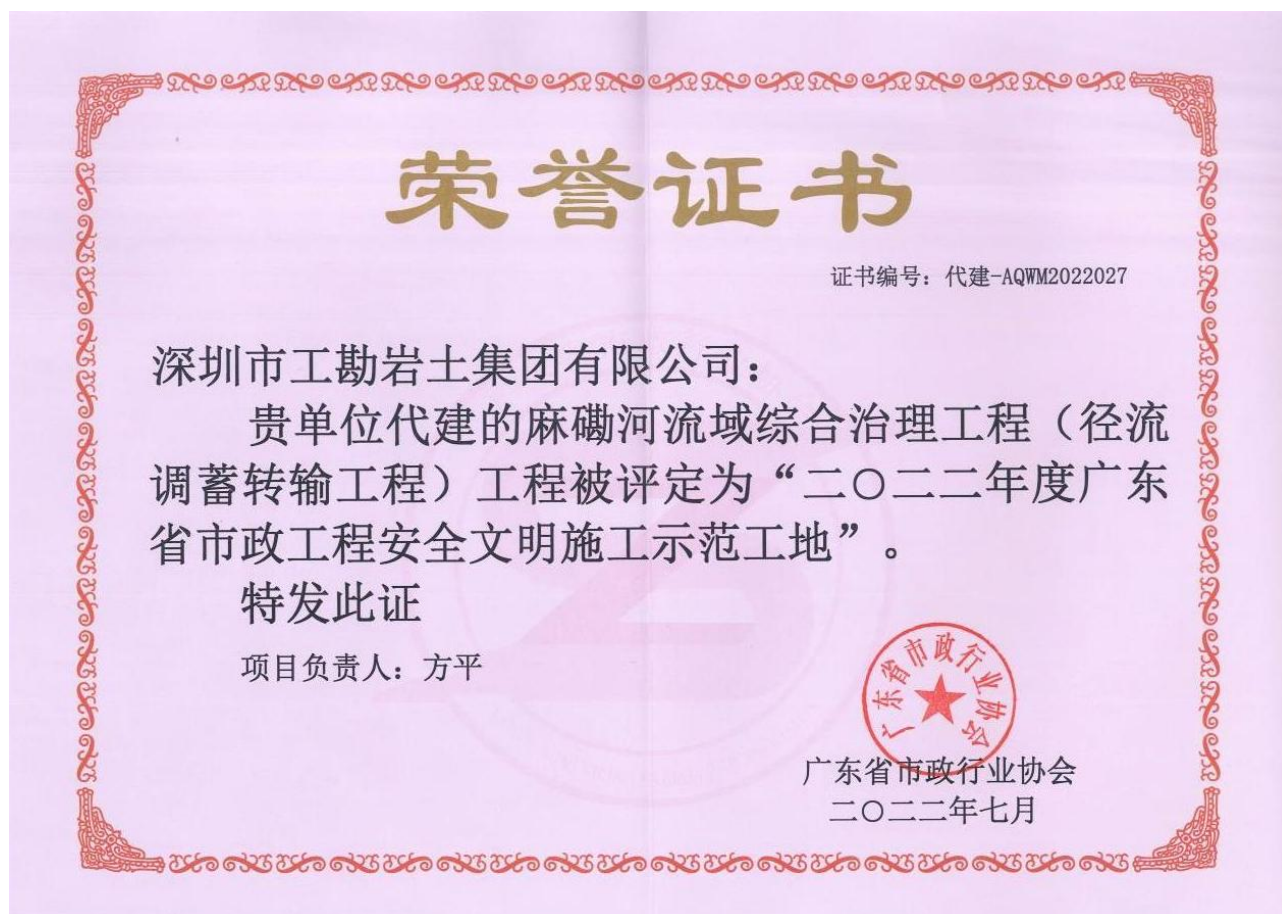 荣誉证书
证书编号：代建-AQWM2022027
深圳市工勘岩土集团有限公司：
贵单位代建的麻磡河流域综合治理工程（径流
调蓄转输工程）工程被评定为“二〇二二年度广东
省市政工程安全文明施工示范工地”。
特发此证
项目负责人：方平
广东省市政行业协会
广东省市政行业协会
二〇二二年七月